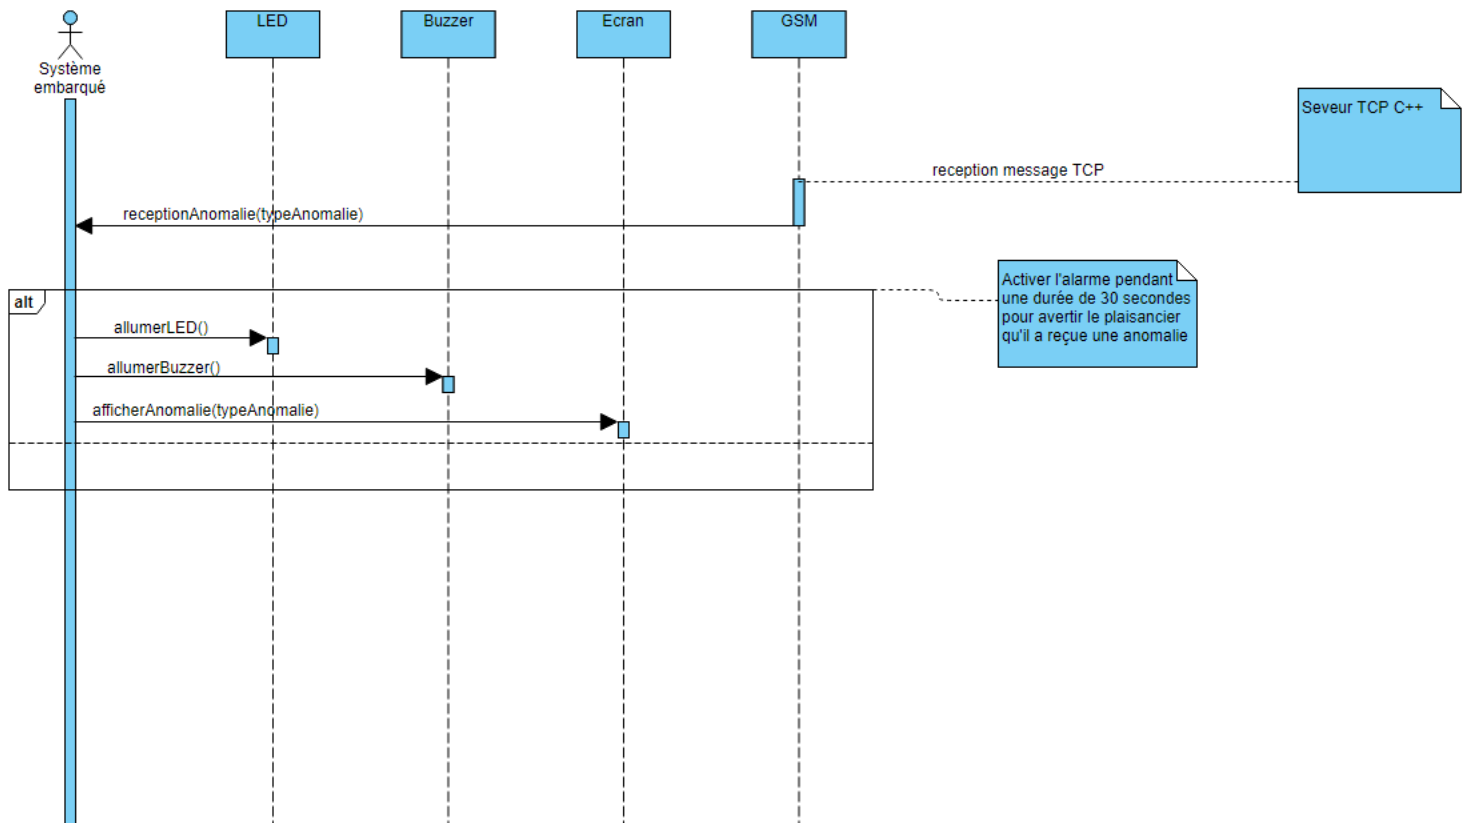 LED
Buzzer
Ecran
GSM
Système
embarqué
Seveur TCP C++
reception message TCP
receptionAnomalie(typeAnomalie)
Activer l'alarme pendant
une durée de 30 secondes
pour avertir le plaisancier
qu'il a reçue une anomalie
alt
allumerLED()
allumerBuzzer()
afficherAnomalie(typeAnomalie)